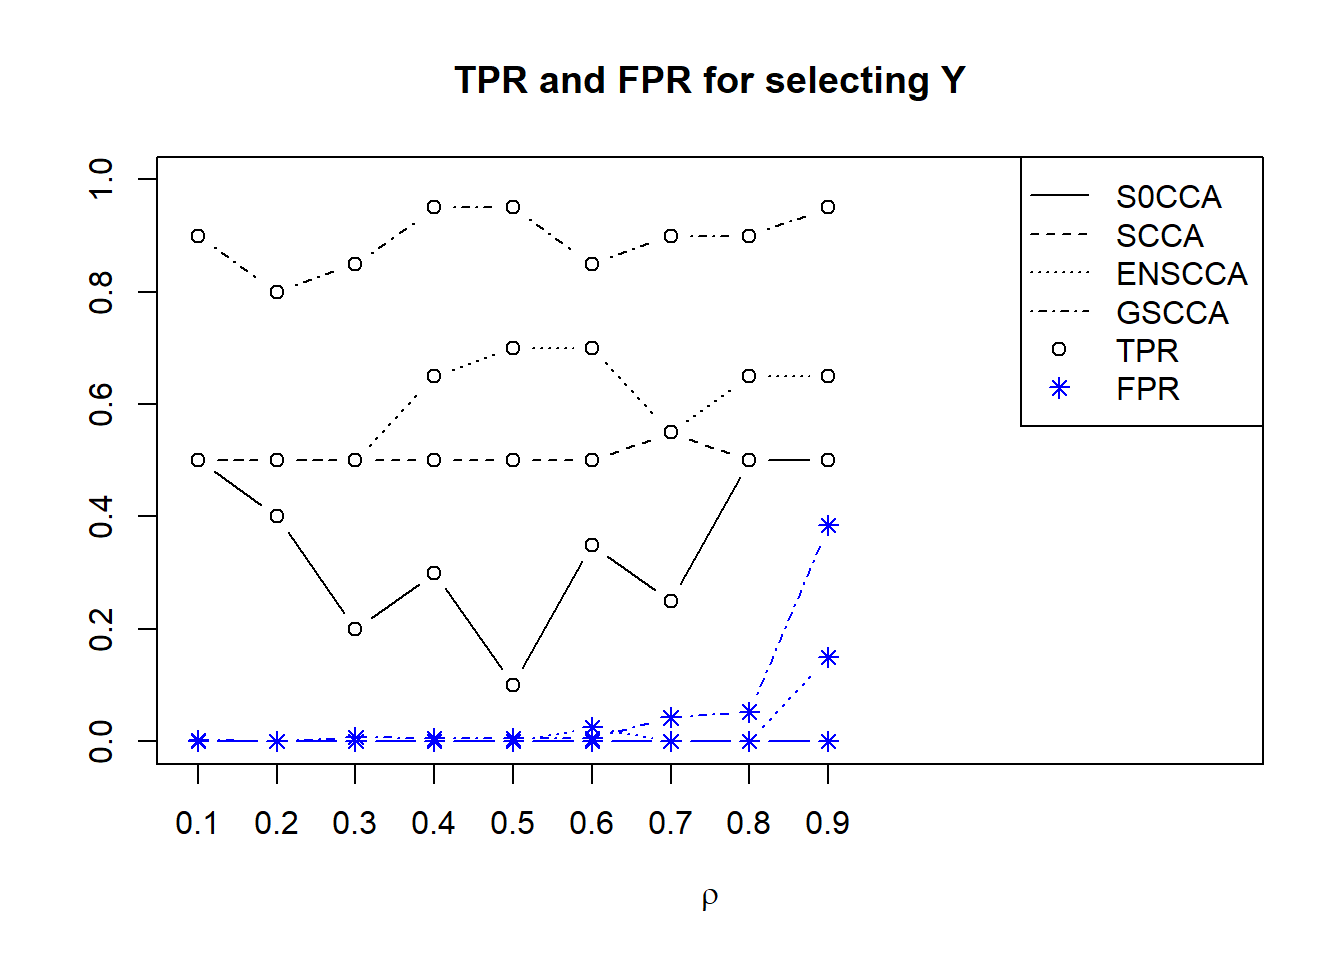 TPR and FPR for selecting Y
1.0
0.8
0.6
0.4
0.2
0.0
S0CCA
SCCA
ENSCCA
GSCCA
TPR
FPR
0.1 0.2 0.3 0.4 0.5 0.6 0.7 0.8 0.9
ρ